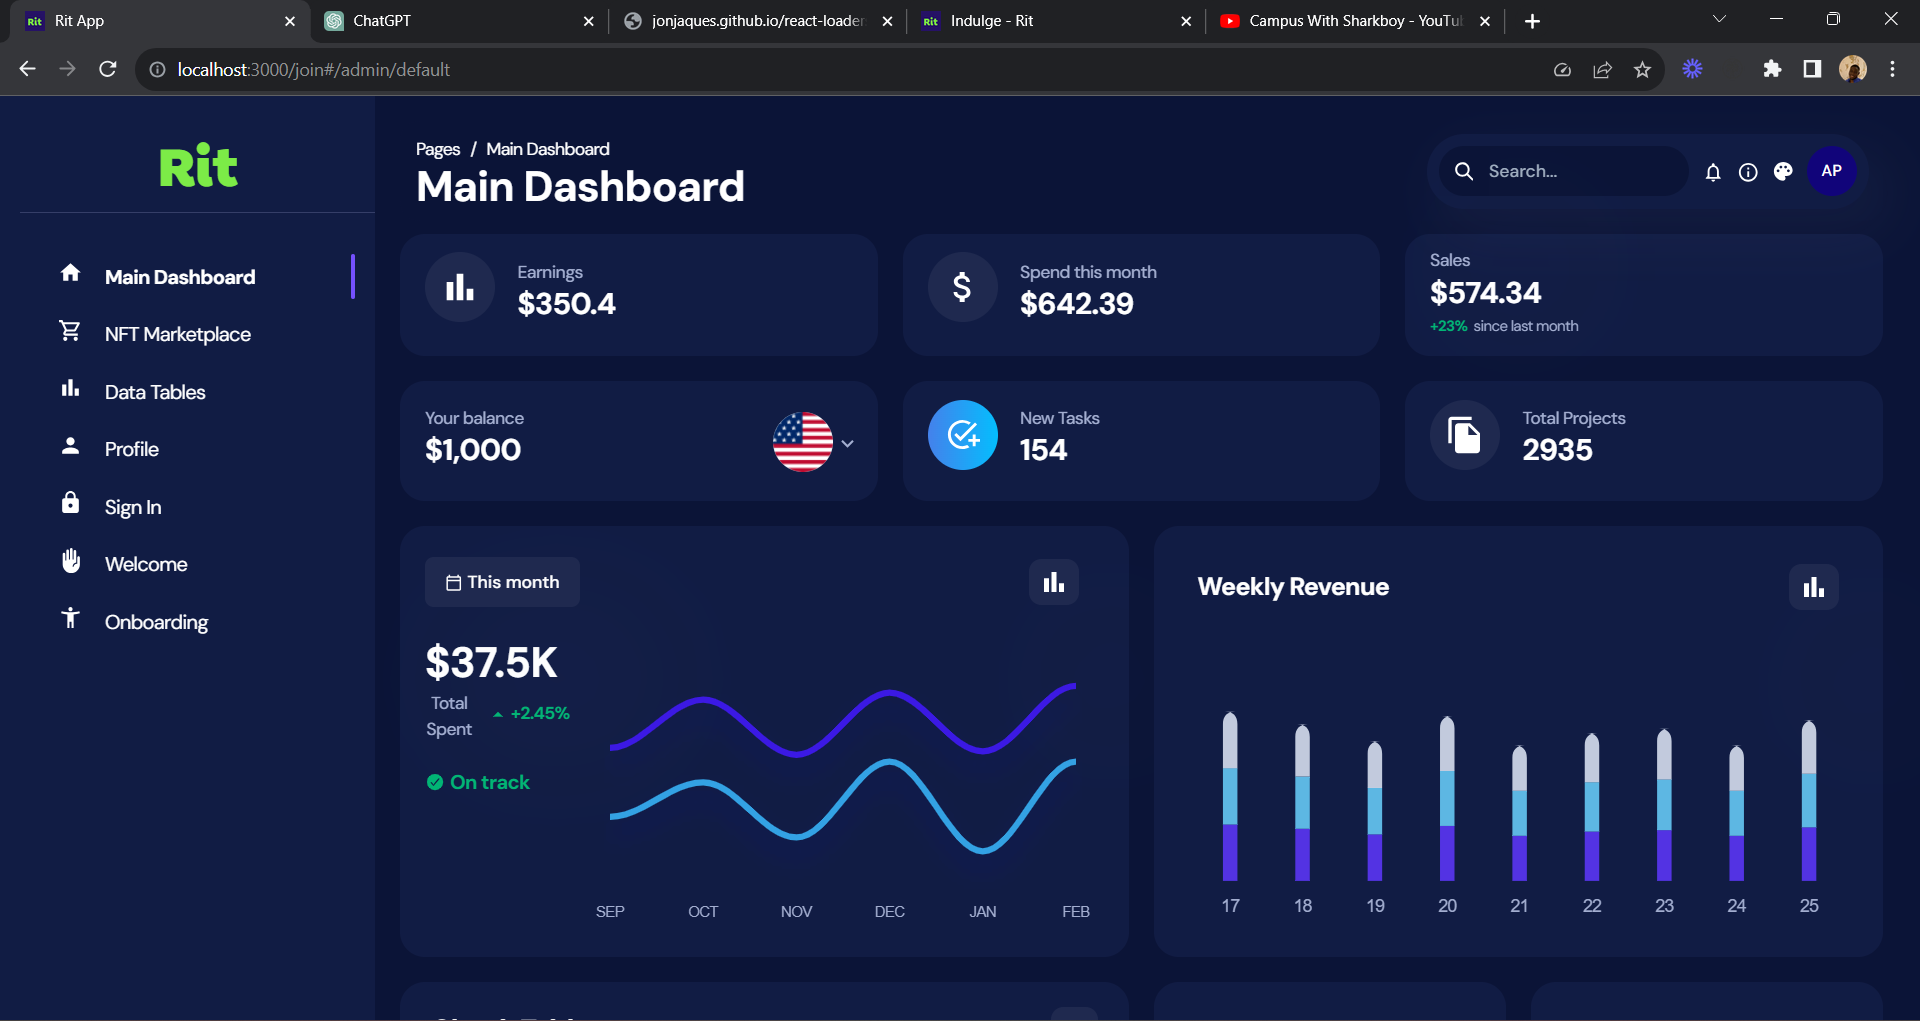 Rit Rit App
ChatGPT
jonjaques.github.io/react-loader
Rit Indulge - Rit
Campus With Sharkboy - YouTu
localhost:3000/join#/admin/default
Rit
Main Dashboard
NFT Marketplace
Data Tables
Profile
Sign In
Welcome
Onboarding
Pages / Main Dashboard
Main Dashboard
Search...
AP
Earnings
$350.4
Spend this month
$642.39
Sales
$574.34
+23% since last month
Your balance
$1,000
New Tasks
154
Total Projects
2935
This month
$37.5K
Total
Spent
+2.45%
On track
SEP OCT NOV DEC JAN FEB
Weekly Revenue
17 18 19 20 21 22 23 24 25